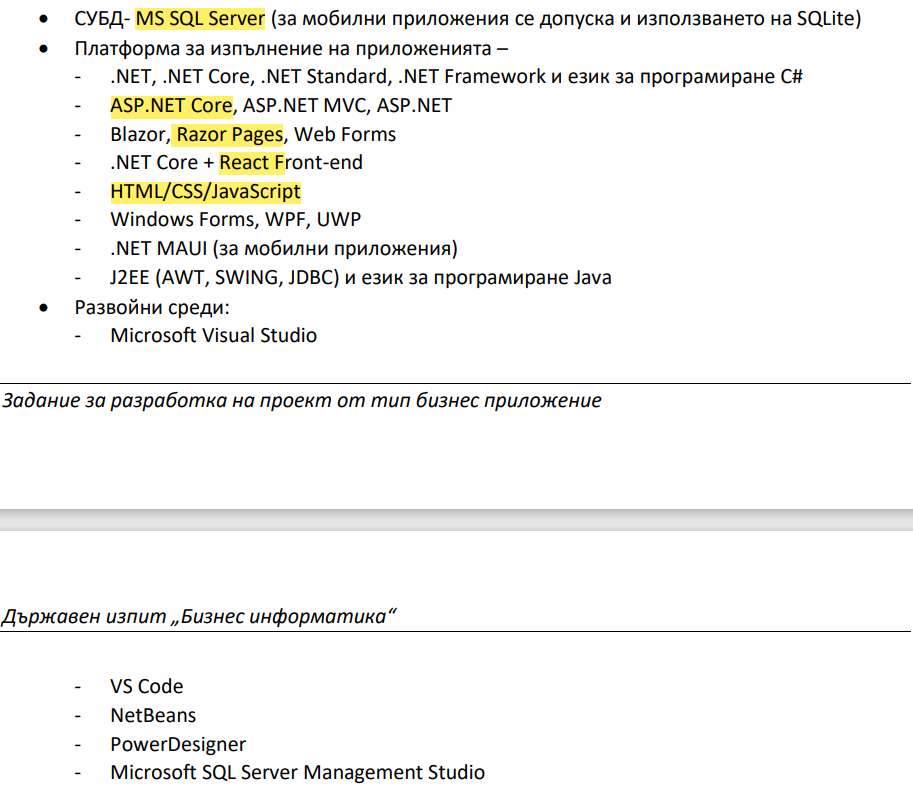 • СУБД- MS SQL Server (за мобилни приложения се допуска и използването на SQLite)
• Платформа за изпълнение на приложенията –
- .NET, .NET Core, .NET Standard, .NET Framework и език за програмиране C#
- ASP.NET Core, ASP.NET MVC, ASP.NET
- Blazor, Razor Pages, Web Forms
- .NET Core + React Front-end
- HTML/CSS/JavaScript
- Windows Forms, WPF, UWP
- .NET MAUI (за мобилни приложения)
- J2EE (AWT, SWING, JDBC) и език за програмиране Java
• Развойни среди:
- Microsoft Visual Studio
Задание за разработка на проект от тип бизнес приложение
Държавен изпит „Бизнес информатика“
- VS Code
- NetBeans
- PowerDesigner
- Microsoft SQL Server Management Studio